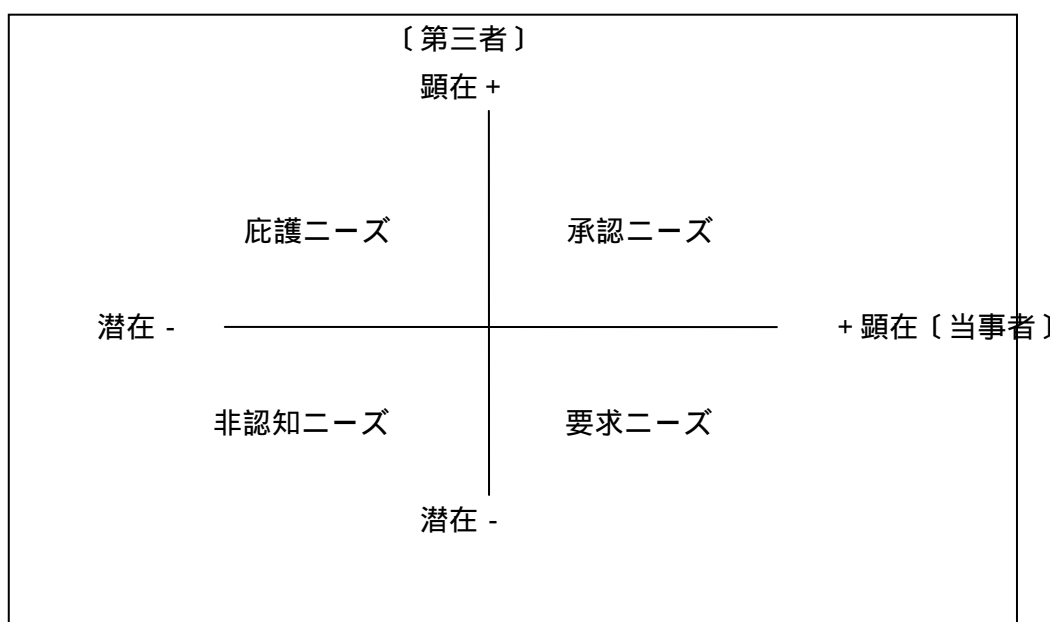 〔第三者〕
顕在 +
庇護ニーズ 承認ニーズ
潜在 - + 顕在〔当事者〕
非認知ニーズ 要求ニーズ
潜在 -